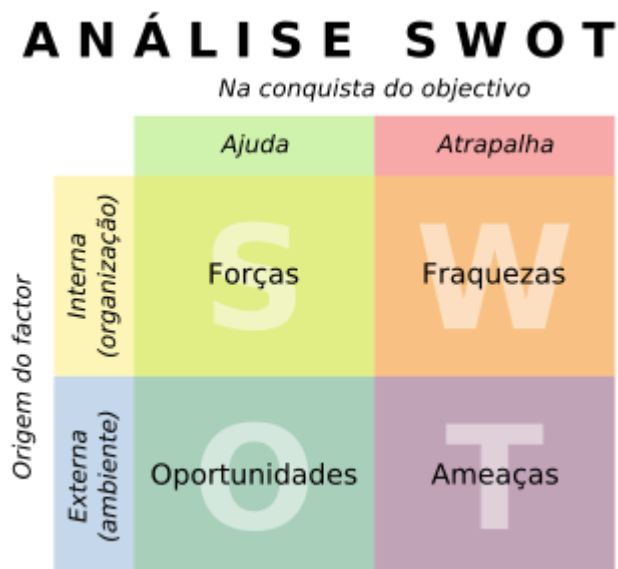 ANÁLISE SWOT
Na conquista do objectivo
Ajuda
Atrapalha
Origem do factor
Interna
(organização)
S
Forças
W
Fraquezas
Externa
(ambiente)
O
Oportunidades
T
Ameaças